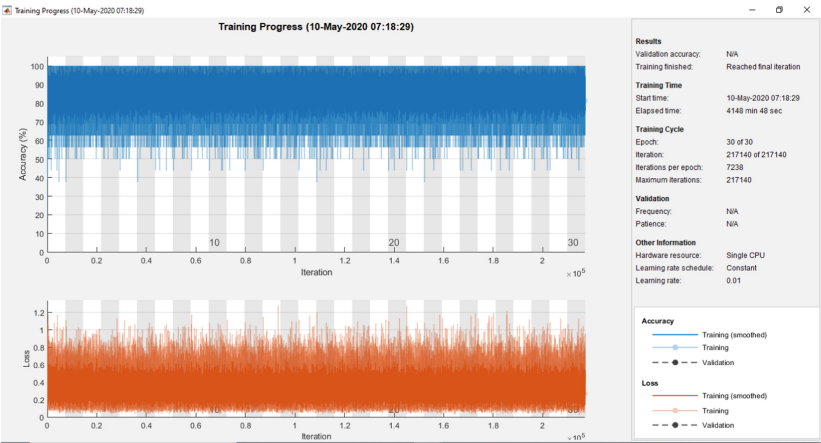 Training Progress (10-May-2020 07:18:29)
Training Progress (10-May-2020 07:18:29)
100
90
80
70
60
50
40
30
20
10
0
Accuracy (%)
10
20
30
0 0.2 0.4 0.6 0.8 1 1.2 1.4 1.6 1.8 2
Iteration
×10⁵
1.2
1
0.8
0.6
0.4
0.2
0
Loss
10
20
30
0 0.2 0.4 0.6 0.8 1 1.2 1.4 1.6 1.8 2
Iteration
×10⁵
Results
Validation accuracy: N/A
Training finished: Reached final iteration
Training Time
Start time: 10-May-2020 07:18:29
Elapsed time: 4148 min 48 sec
Training Cycle
Epoch: 30 of 30
Iteration: 217140 of 217140
Iterations per epoch: 7238
Maximum iterations: 217140
Validation
Frequency: N/A
Patience: N/A
Other Information
Hardware resource: Single CPU
Learning rate schedule: Constant
Learning rate: 0.01
Accuracy
Training (smoothed)
Training
Validation
Loss
Training (smoothed)
Training
Validation